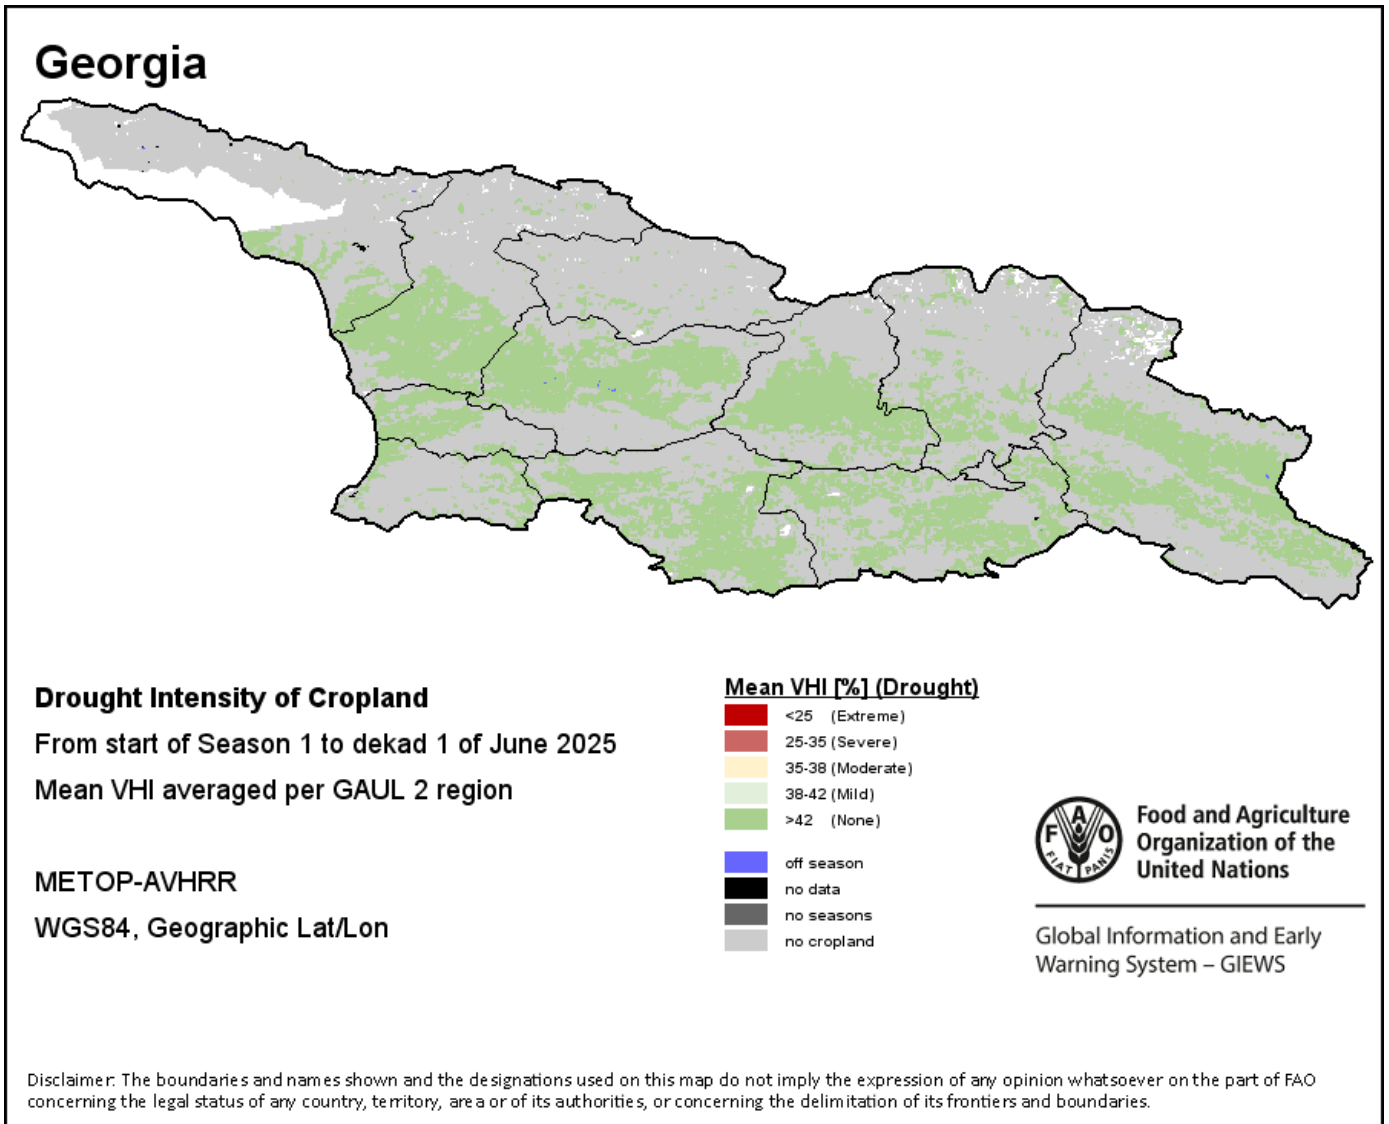 Georgia
Drought Intensity of Cropland
From start of Season 1 to dekad 1 of June 2025
Mean VHI averaged per GAUL 2 region
METOP-AVHRR
WGS84, Geographic Lat/Lon
Mean VHI [%] (Drought)
<25 (Extreme)
25-35 (Severe)
35-38 (Moderate)
38-42 (Mild)
>42 (None)
off season
no data
no seasons
no cropland
F A O
FIAT PANIS
Food and Agriculture
Organization of the
United Nations
Global Information and Early
Warning System – GIEWS
Disclaimer: The boundaries and names shown and the designations used on this map do not imply the expression of any opinion whatsoever on the part of FAO
concerning the legal status of any country, territory, area or of its authorities, or concerning the delimitation of its frontiers and boundaries.